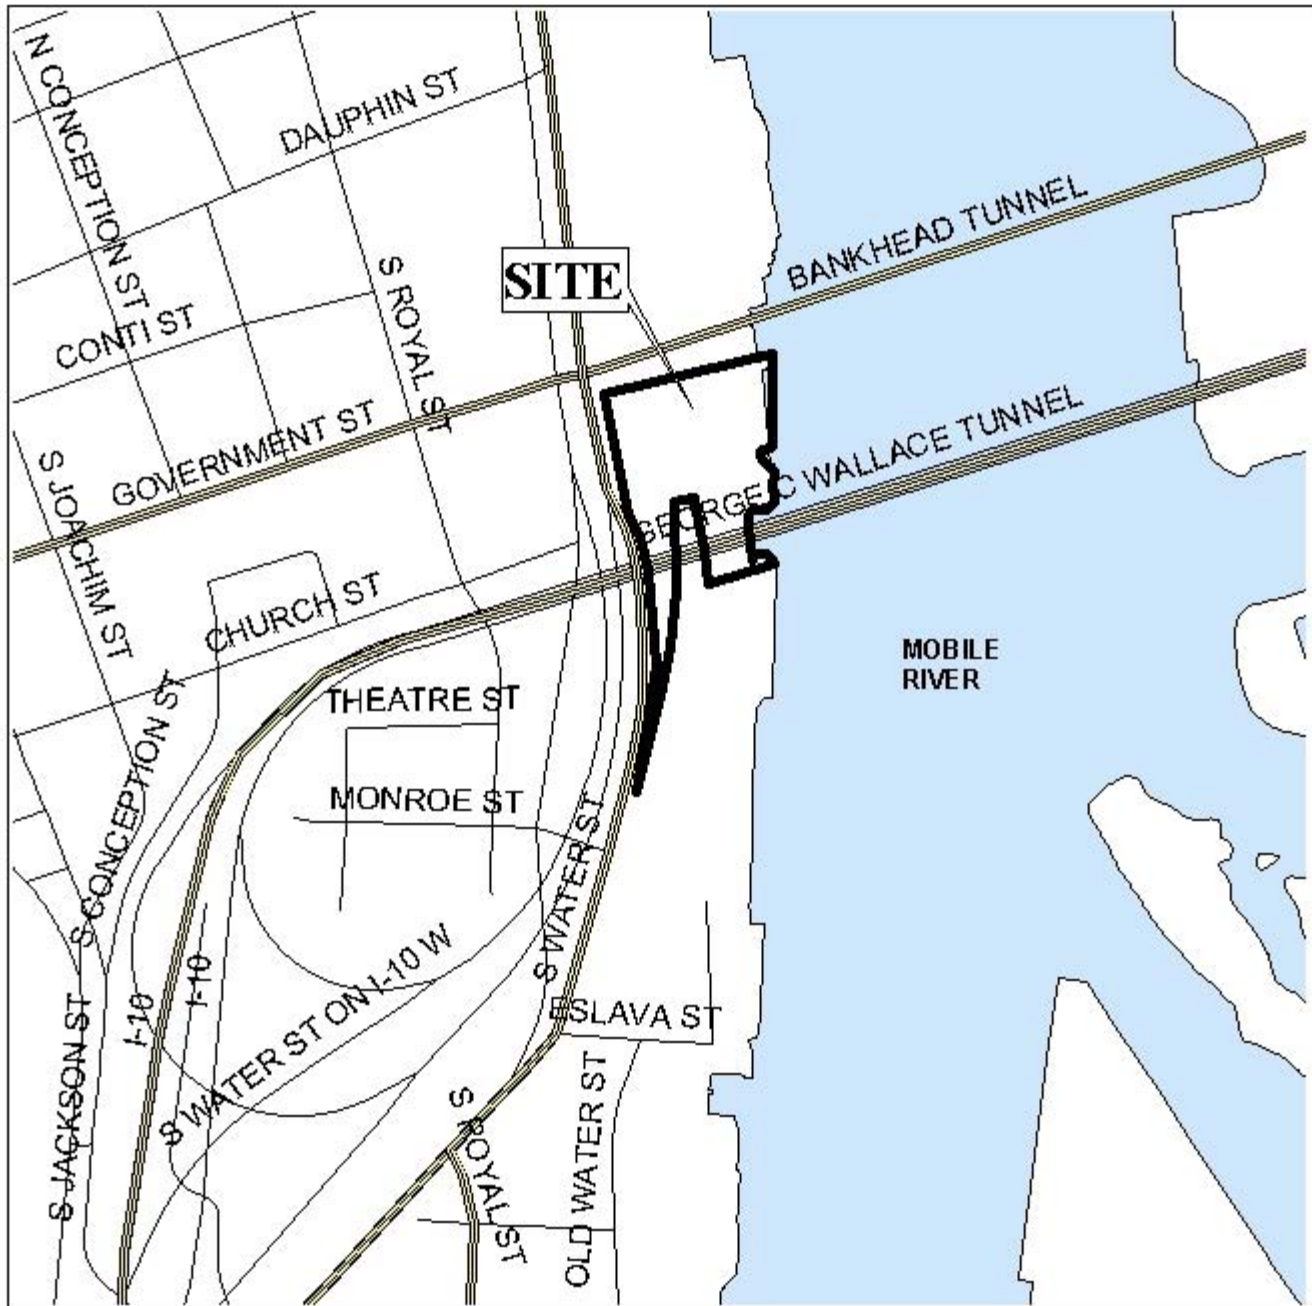 N CONCEPTION ST
DAUPHIN ST
BANKHEAD TUNNEL
SITE
CONTI ST
S ROYAL ST
GOVERNMENT ST
GEORGE C WALLACE TUNNEL
S JOACHIM ST
CHURCH ST
MOBILE
RIVER
THEATRE ST
S CONCEPTION ST
MONROE ST
S WATER ST
I-10
I-10
S WATER ST ON I-10 W
ESLAVA ST
S JACKSON ST
S ROYAL ST
OLD WATER ST